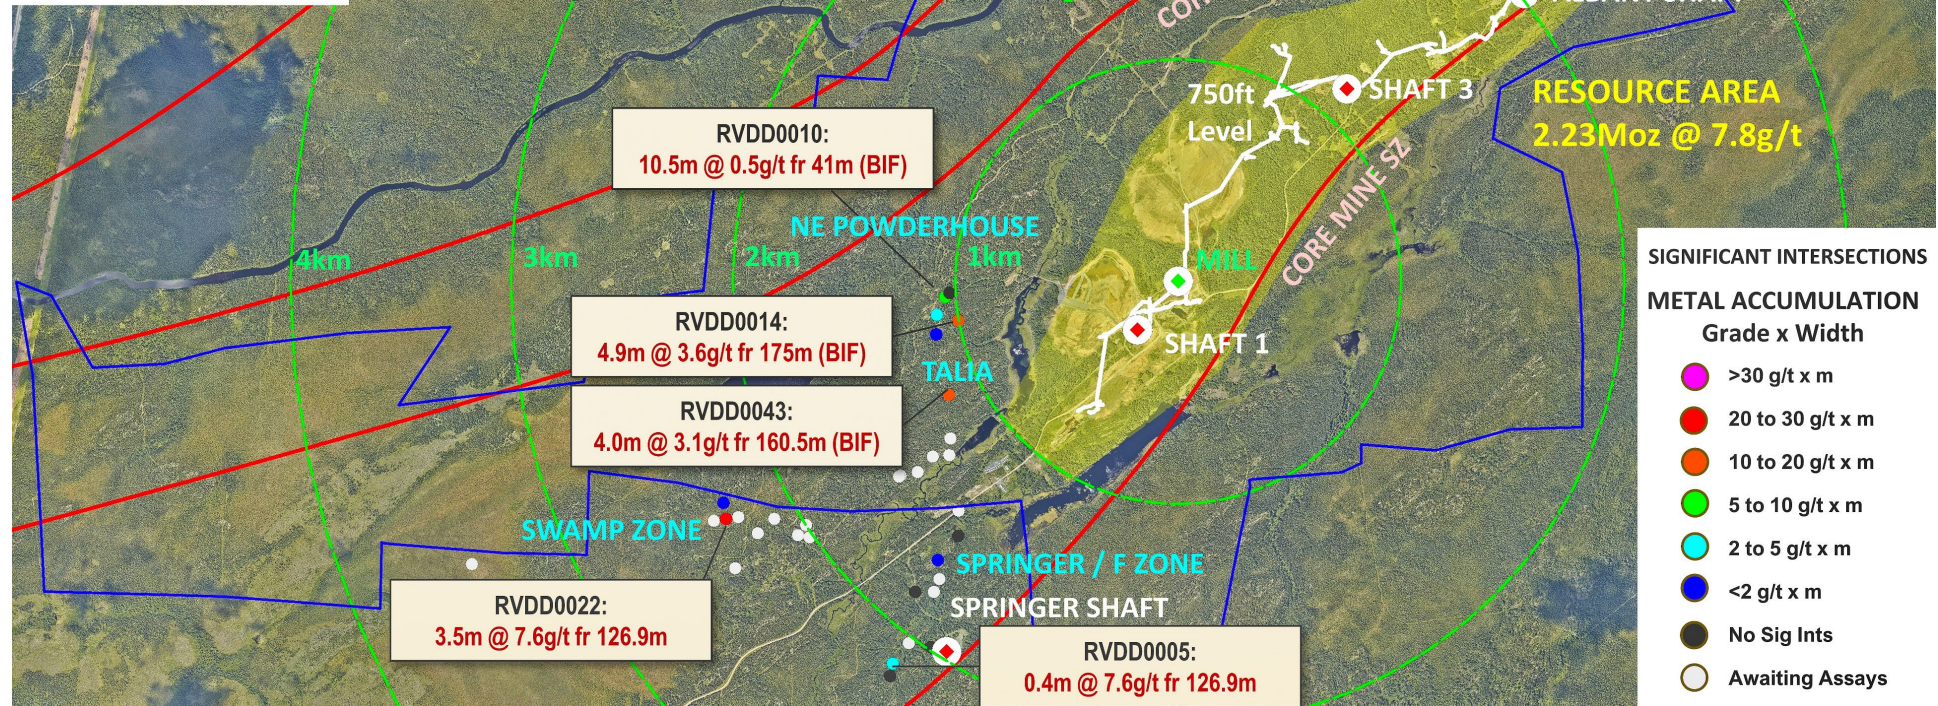 SHAFT 3
750ft
Level
RESOURCE AREA
2.23Moz @ 7.8g/t
RVDD0010:
10.5m @ 0.5g/t fr 41m (BIF)
CORE MINE SZ
NE POWDERHOUSE
4km
3km
2km
1km
MILL
RVDD0014:
4.9m @ 3.6g/t fr 175m (BIF)
SHAFT 1
TALIA
RVDD0043:
4.0m @ 3.1g/t fr 160.5m (BIF)
SWAMP ZONE
SPRINGER / F ZONE
SPRINGER SHAFT
RVDD0022:
3.5m @ 7.6g/t fr 126.9m
RVDD0005:
0.4m @ 7.6g/t fr 126.9m
SIGNIFICANT INTERSECTIONS
METAL ACCUMULATION
Grade x Width
>30 g/t x m
20 to 30 g/t x m
10 to 20 g/t x m
5 to 10 g/t x m
2 to 5 g/t x m
<2 g/t x m
No Sig Ints
Awaiting Assays